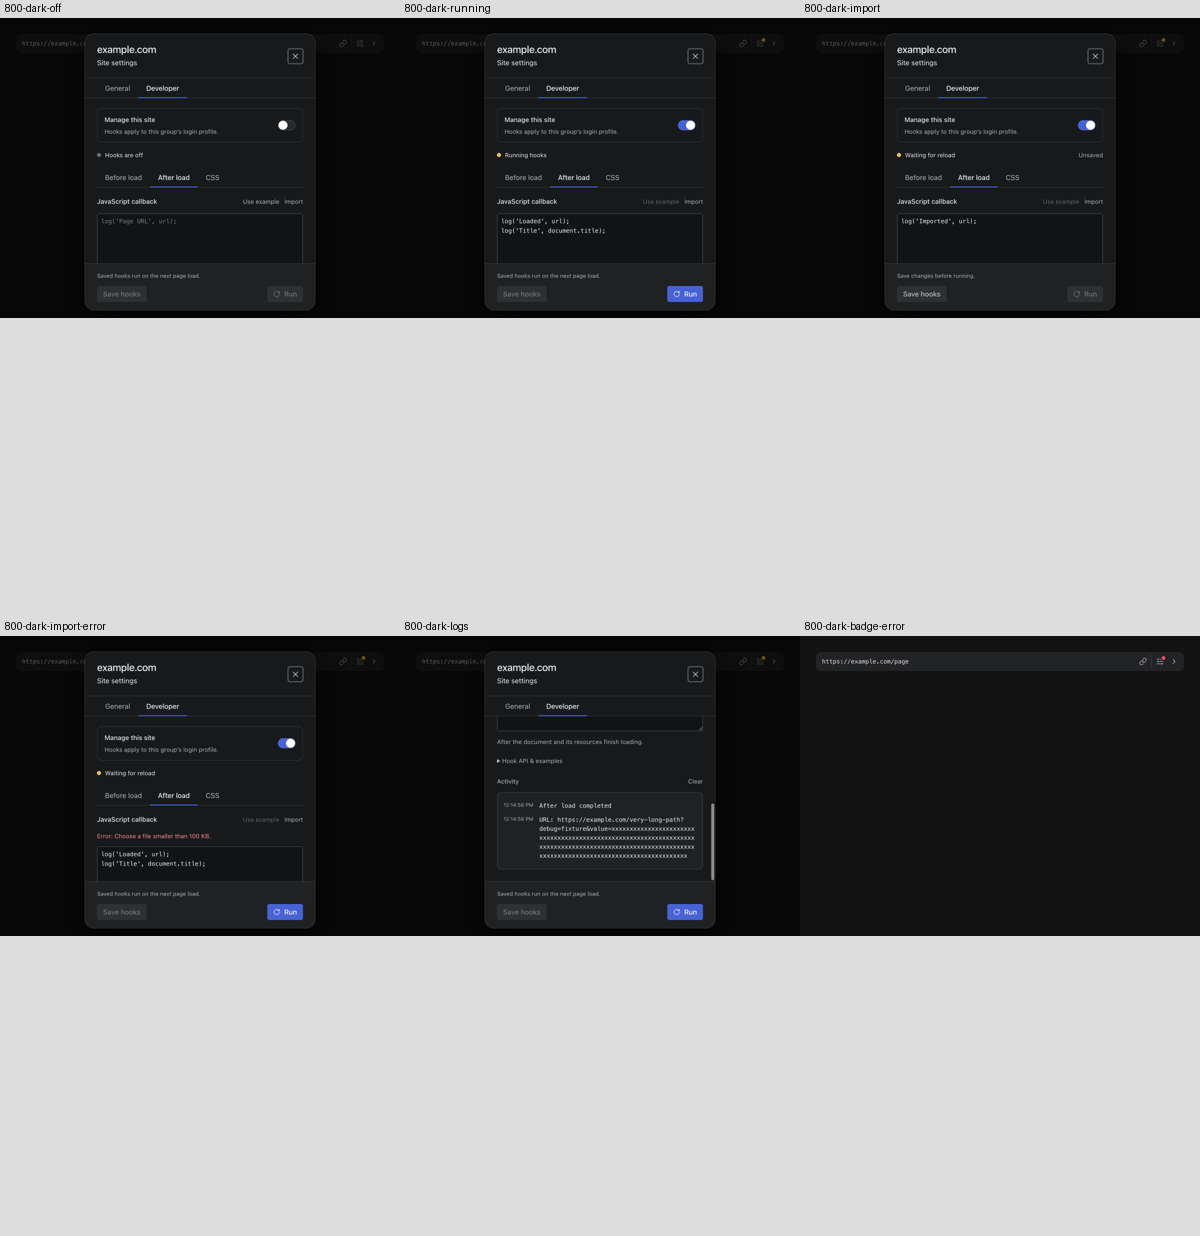 800-dark-off
https://example.c
example.com
Site settings
General
Developer
Manage this site
Hooks apply to this group's login profile.
Hooks are off
Before load
After load
CSS
JavaScript callback
Use example
Import
log('Page URL', url);
Saved hooks run on the next page load.
Save hooks
Run
800-dark-running
https://example.c
example.com
Site settings
General
Developer
Manage this site
Hooks apply to this group's login profile.
Running hooks
Before load
After load
CSS
JavaScript callback
Use example
Import
log('Loaded', url);
log('Title', document.title);
Saved hooks run on the next page load.
Save hooks
Run
800-dark-import
https://example.c
example.com
Site settings
General
Developer
Manage this site
Hooks apply to this group's login profile.
Waiting for reload
Unsaved
Before load
After load
CSS
JavaScript callback
Use example
Import
log('Imported', url);
Save changes before running.
Save hooks
Run
800-dark-import-error
https://example.c
example.com
Site settings
General
Developer
Manage this site
Hooks apply to this group's login profile.
Waiting for reload
Before load
After load
CSS
JavaScript callback
Use example
Import
Error: Choose a file smaller than 100 KB.
log('Loaded', url);
log('Title', document.title);
Saved hooks run on the next page load.
Save hooks
Run
800-dark-logs
https://example.c
example.com
Site settings
General
Developer
After the document and its resources finish loading.
Hook API & examples
Activity
Clear
12:14:56 PM After load completed
12:14:56 PM URL: https://example.com/very-long-path?
debug=fixture&value=xxxxxxxxxxxxxxxxxxxxxxx
xxxxxxxxxxxxxxxxxxxxxxxxxxxxxxxxxxxxxxxxxxx
xxxxxxxxxxxxxxxxxxxxxxxxxxxxxxxxxxxxxxxxxxx
xxxxxxxxxxxxxxxxxxxxxxxxxxxxxxxxxxxxxxxxx
Saved hooks run on the next page load.
Save hooks
Run
800-dark-badge-error
https://example.com/page